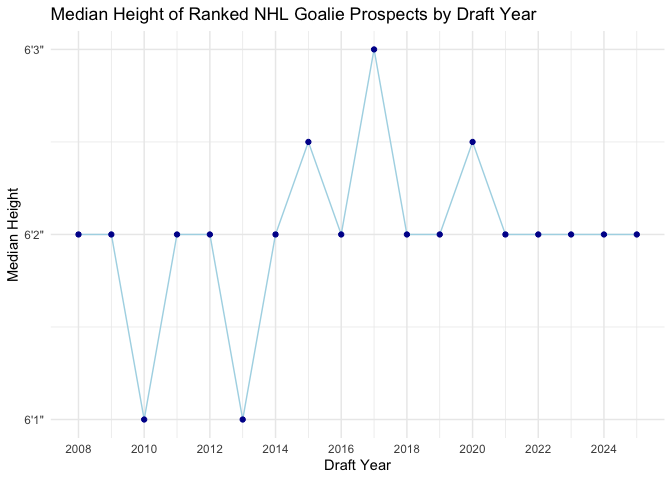 Median Height of Ranked NHL Goalie Prospects by Draft Year
Median Height
6'3"
6'2"
6'1"
2008 2010 2012 2014 2016 2018 2020 2022 2024
Draft Year